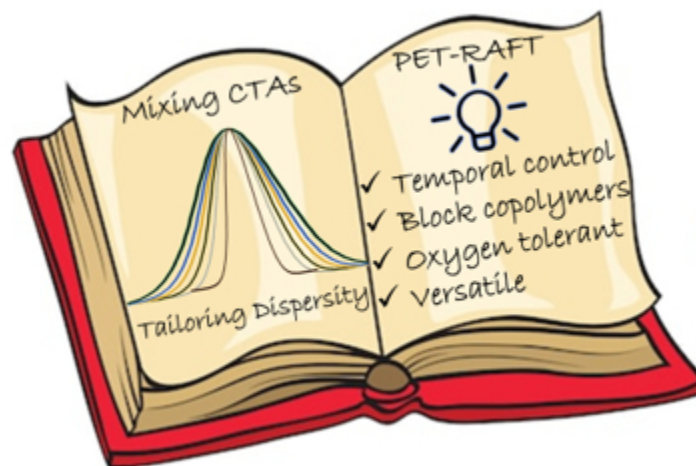 Mixing CTAs
Tailoring Dispersity
PET-RAFT
✓ Temporal control
✓ Block copolymers
✓ Oxygen tolerant
✓ Versatile